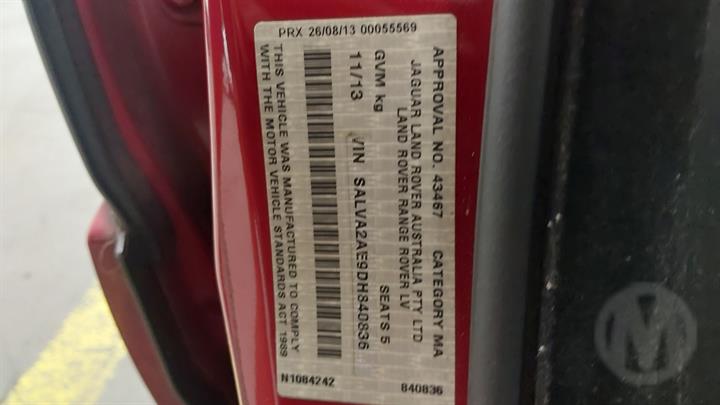 APPROVAL NO. 43467 CATEGORY MA
JAGUAR LAND ROVER AUSTRALIA PTY LTD
LAND ROVER RANGE ROVER LV
GVM kg SEATS 5
11/13 VIN SALVA2AE9DH840836
THIS VEHICLE WAS MANUFACTURED TO COMPLY
WITH THE MOTOR VEHICLE STANDARDS ACT 1989
PRX 26/08/13 00055569
N1084242 840836
M